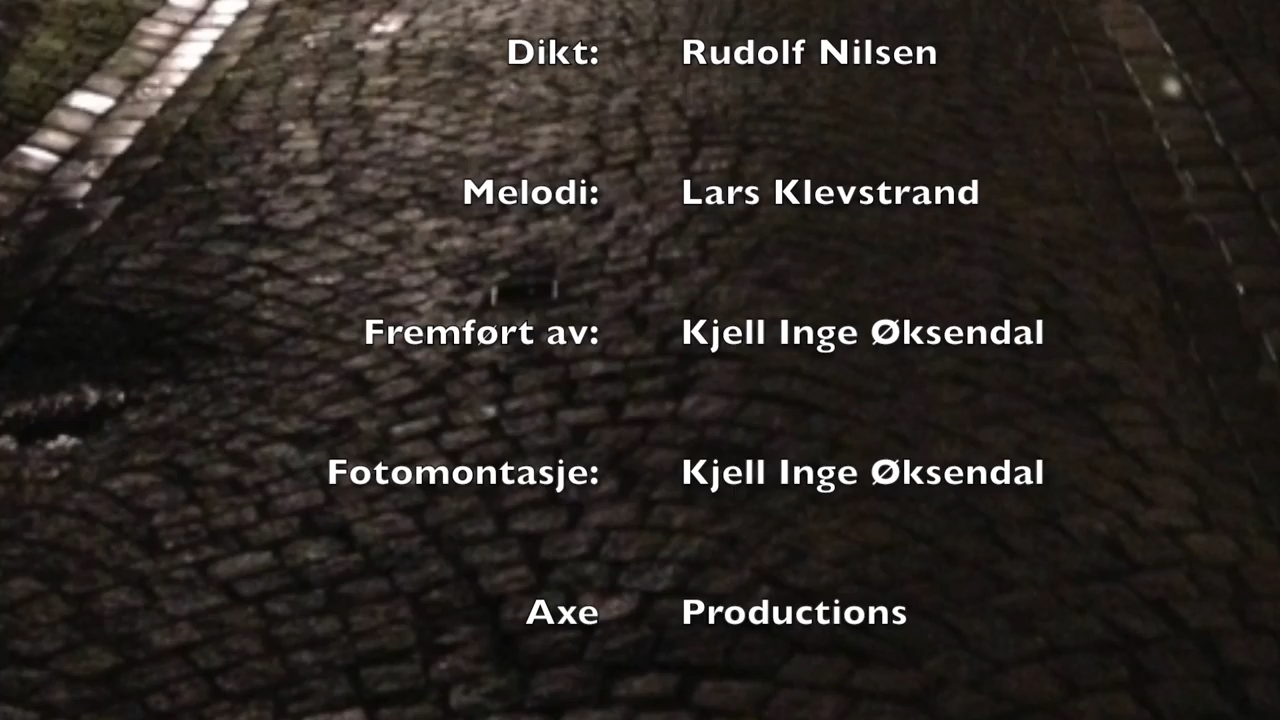 Dikt: Rudolf Nilsen
Melodi: Lars Klevstrand
Fremført av: Kjell Inge Øksendal
Fotomontasje: Kjell Inge Øksendal
Axe Productions